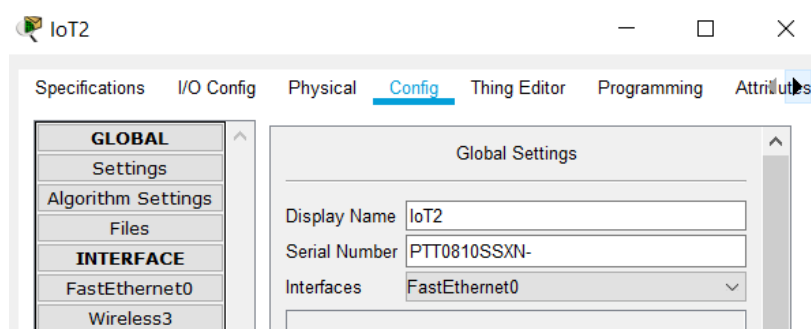 IoT2
Specifications I/O Config Physical Config Thing Editor Programming Attributes
GLOBAL
Settings
Algorithm Settings
Files
INTERFACE
FastEthernet0
Wireless3
Global Settings
Display Name IoT2
Serial Number PTT0810SSXN-
Interfaces FastEthernet0